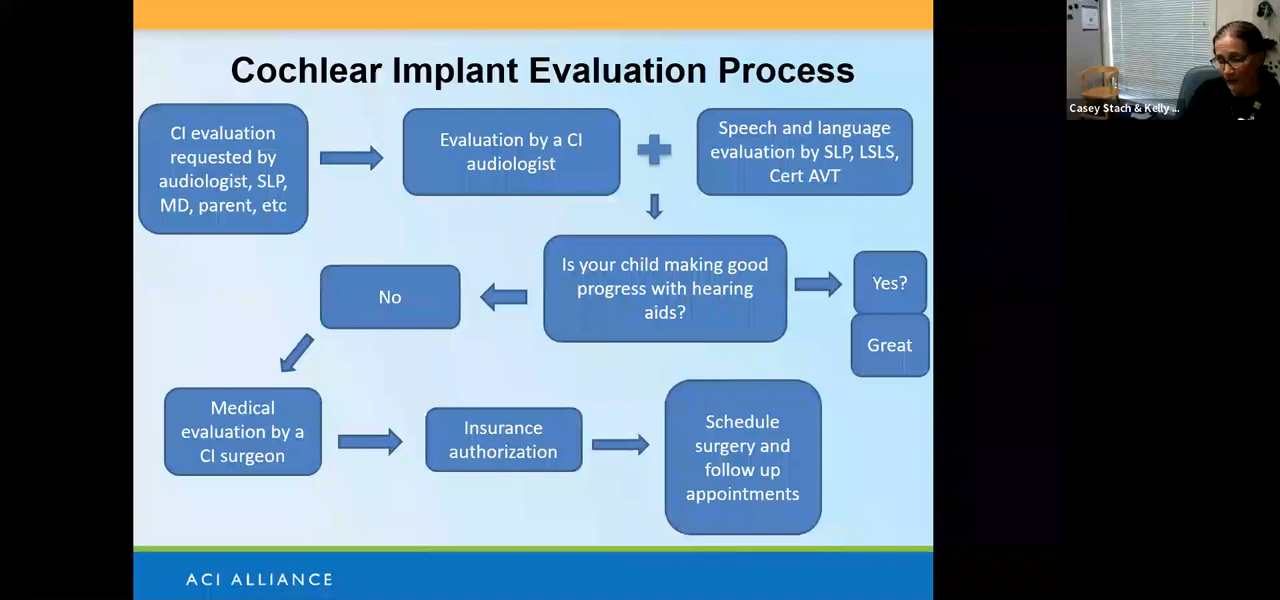 Cochlear Implant Evaluation Process
CI evaluation
requested by
audiologist, SLP,
MD, parent, etc
Evaluation by a CI
audiologist
Speech and language
evaluation by SLP, LSLS,
Cert AVT
Is your child making good
progress with hearing
aids?
No
Yes?
Great
Medical
evaluation by a
CI surgeon
Insurance
authorization
Schedule
surgery and
follow up
appointments
ACI ALLIANCE
Casey Stach & Kelly ...